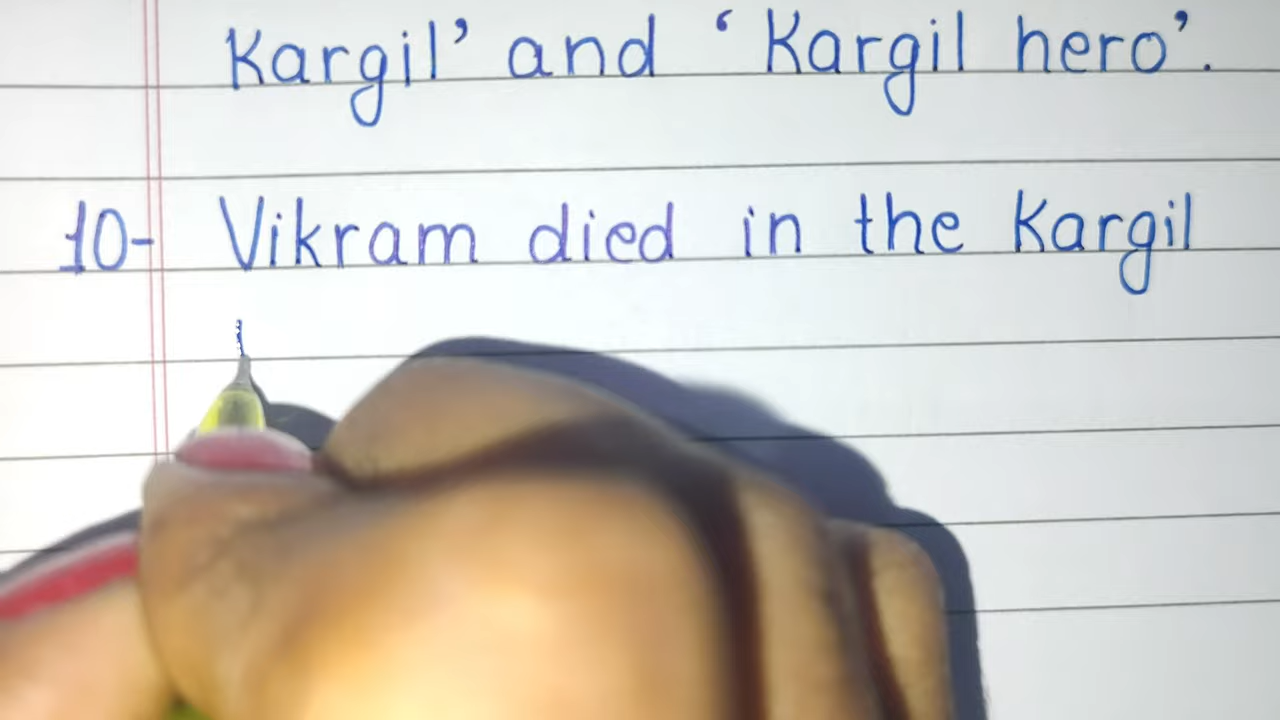 Kargil’ and ‘Kargil hero’.
10- Vikram died in the Kargil